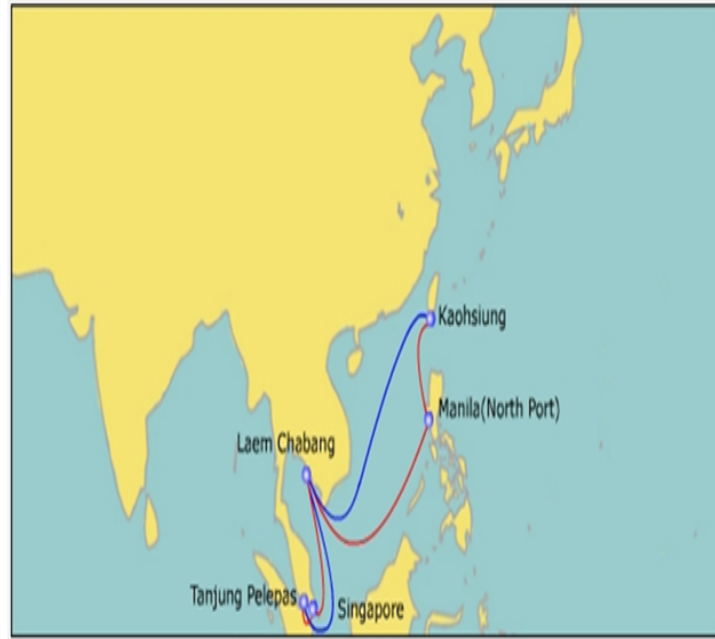 Kaohsiung
Manila(North Port)
Laem Chabang
Tanjung Pelepas
Singapore